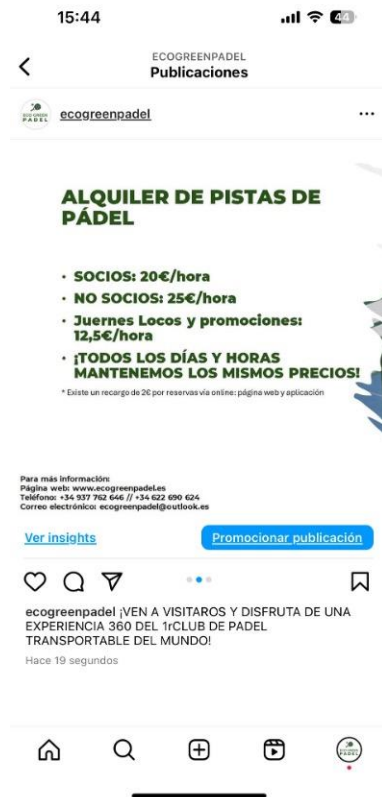 15:44
44
ECOGREENPADEL
Publicaciones
ECO GREEN
PADEL
ecogreenpadel
ALQUILER DE PISTAS DE
PÁDEL
· SOCIOS: 20€/hora
· NO SOCIOS: 25€/hora
· Juernes Locos y promociones:
12,5€/hora
· ¡TODOS LOS DÍAS Y HORAS
MANTENEMOS LOS MISMOS PRECIOS!
* Existe un recargo de 2€ por reservas vía online: página web y aplicación
Para más información:
Página web: www.ecogreenpadel.es
Teléfono: +34 937 762 646 // +34 622 690 624
Correo electrónico: ecogreenpadel@outlook.es
Ver insights
Promocionar publicación
ecogreenpadel ¡VEN A VISITAROS Y DISFRUTA DE UNA
EXPERIENCIA 360 DEL 1rCLUB DE PADEL
TRANSPORTABLE DEL MUNDO!
Hace 19 segundos